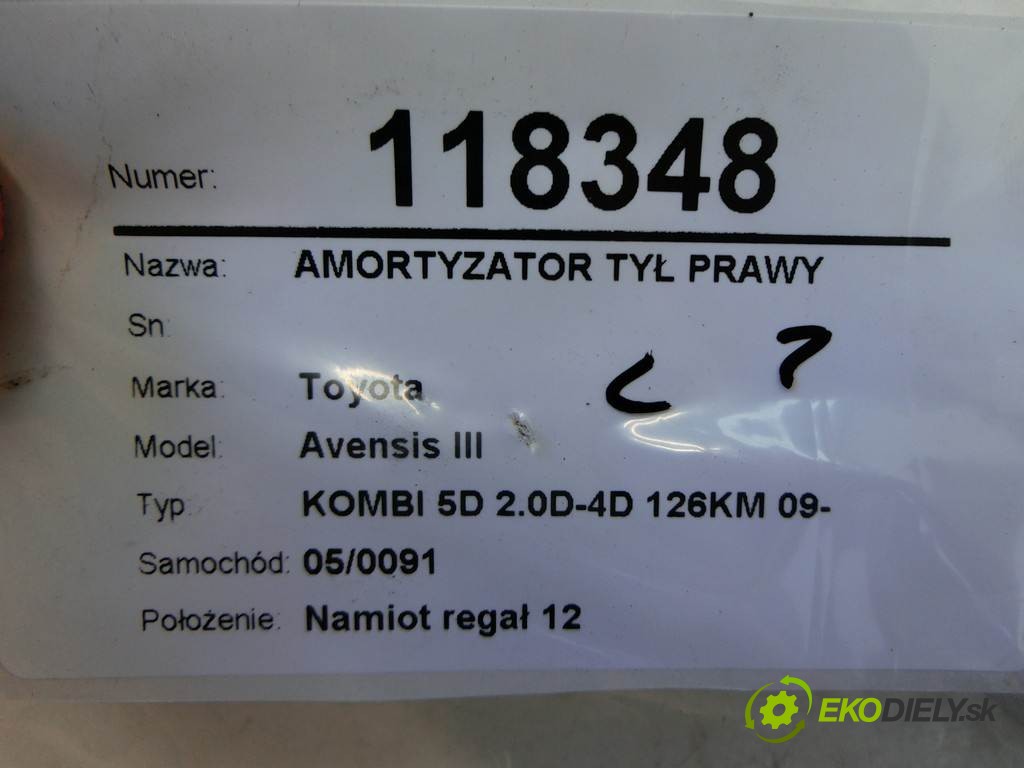 Numer: 118348
Nazwa: AMORTYZATOR TYŁ PRAWY
Sn:
Marka: Toyota
Model: Avensis III
Typ: KOMBI 5D 2.0D-4D 126KM 09-
Samochód: 05/0091
Położenie: Namiot regał 12
EKODIELY.sk